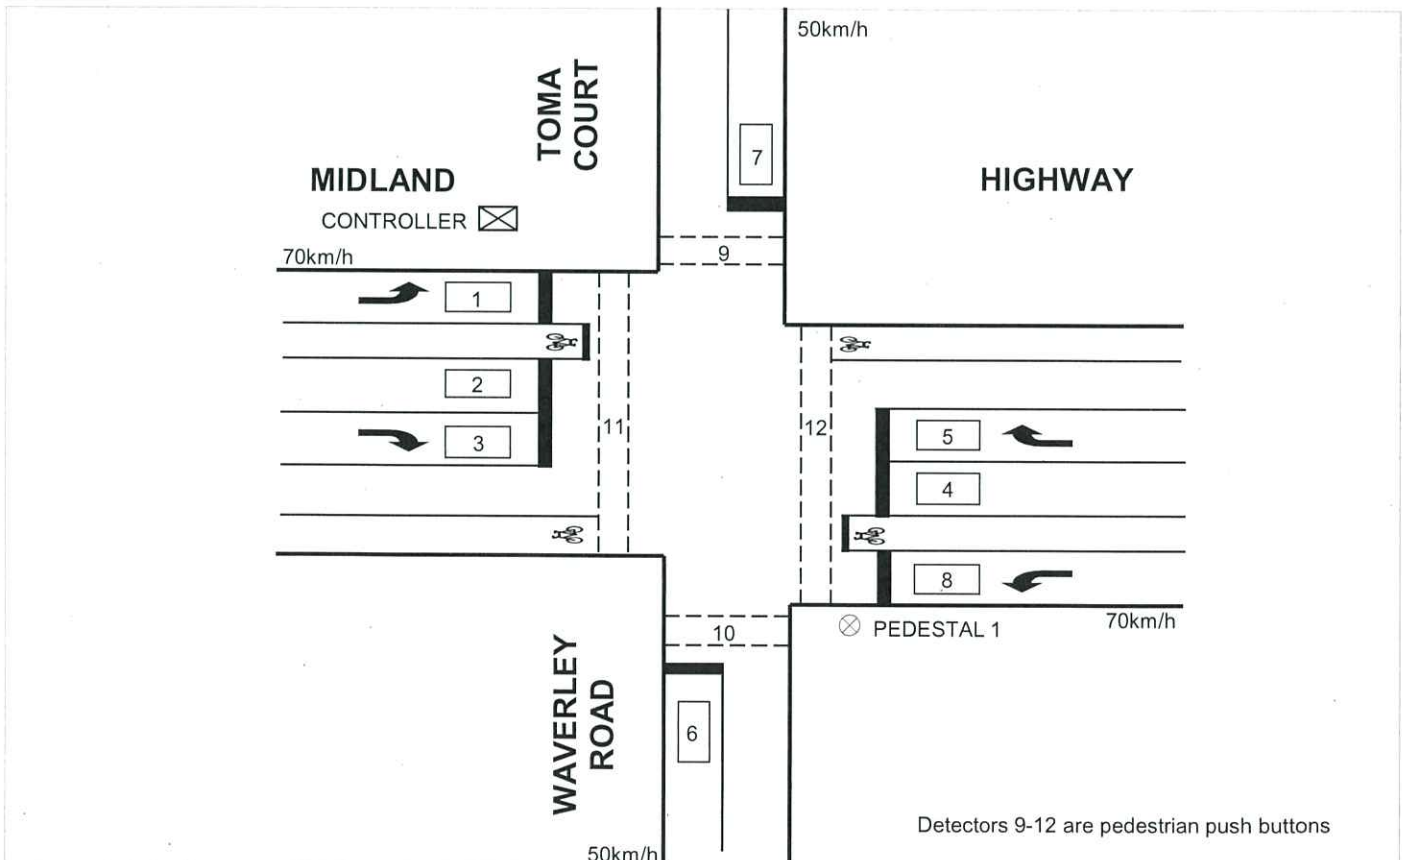 50km/h
TOMA
COURT
7
MIDLAND
HIGHWAY
CONTROLLER
70km/h
9
1
2
3
11
12
5
4
8
PEDESTAL 1
70km/h
10
WAVERLEY
ROAD
6
Detectors 9-12 are pedestrian push buttons
50km/h